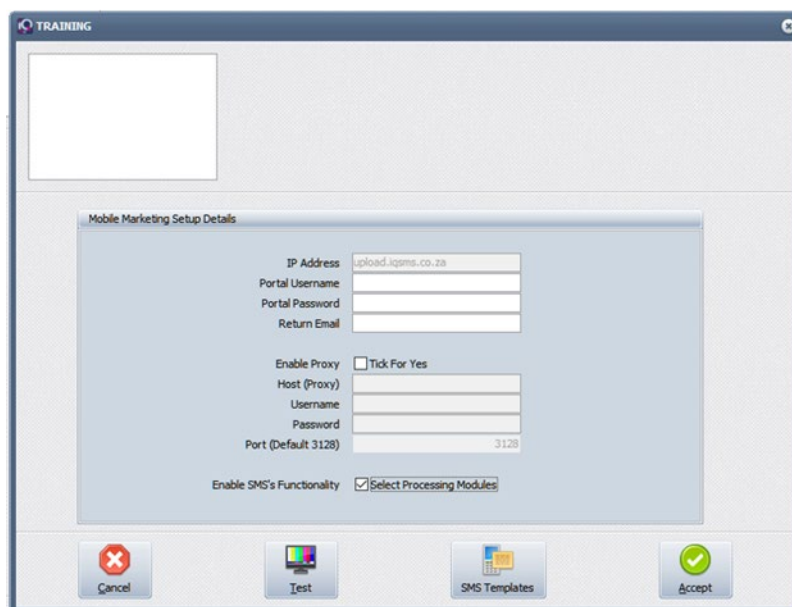 iQ TRAINING
Mobile Marketing Setup Details
IP Address upload.iqsms.co.za
Portal Username
Portal Password
Return Email
Enable Proxy Tick For Yes
Host (Proxy)
Username
Password
Port (Default 3128) 3128
Enable SMS's Functionality Select Processing Modules
Cancel Test SMS Templates Accept